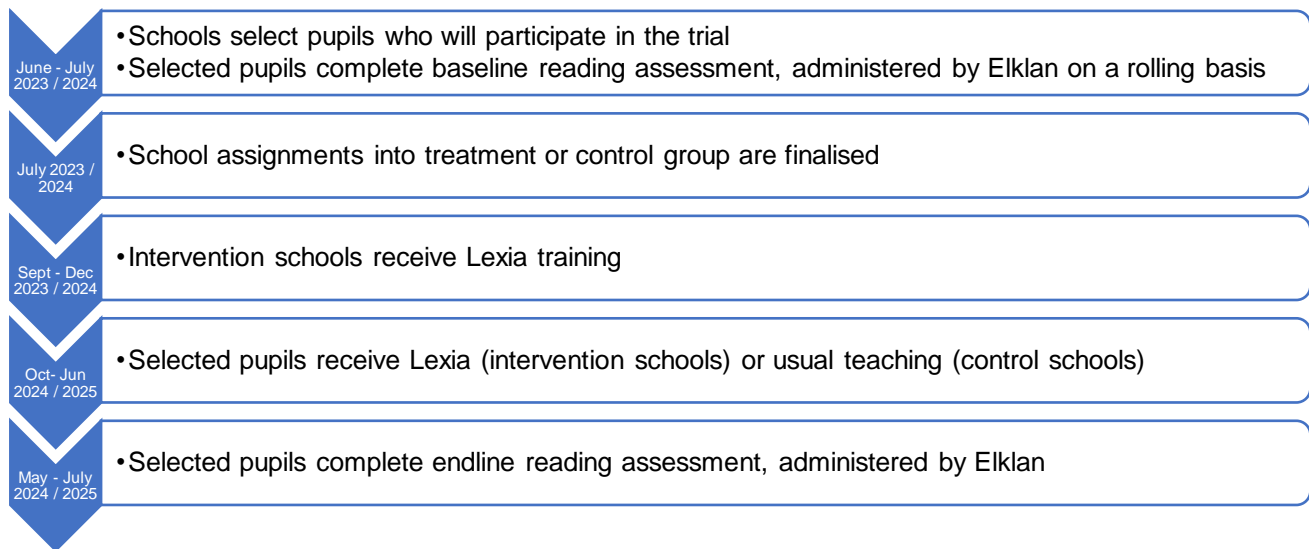 June - July
2023 / 2024
•Schools select pupils who will participate in the trial
•Selected pupils complete baseline reading assessment, administered by Elklan on a rolling basis
July 2023 /
2024
•School assignments into treatment or control group are finalised
Sept - Dec
2023 / 2024
•Intervention schools receive Lexia training
Oct- Jun
2024 / 2025
•Selected pupils receive Lexia (intervention schools) or usual teaching (control schools)
May - July
2024 / 2025
•Selected pupils complete endline reading assessment, administered by Elklan